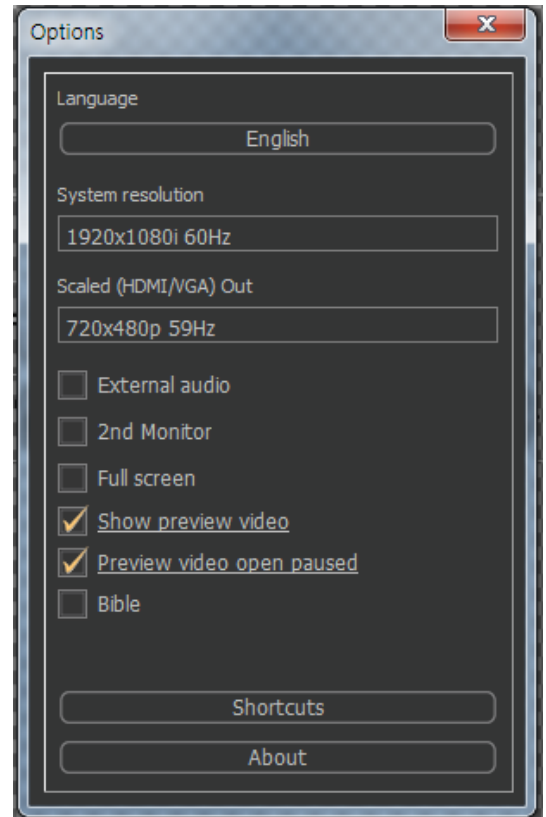 Options
Language
English
System resolution
1920x1080i 60Hz
Scaled (HDMI/VGA) Out
720x480p 59Hz
External audio
2nd Monitor
Full screen
Show preview video
Preview video open paused
Bible
Shortcuts
About